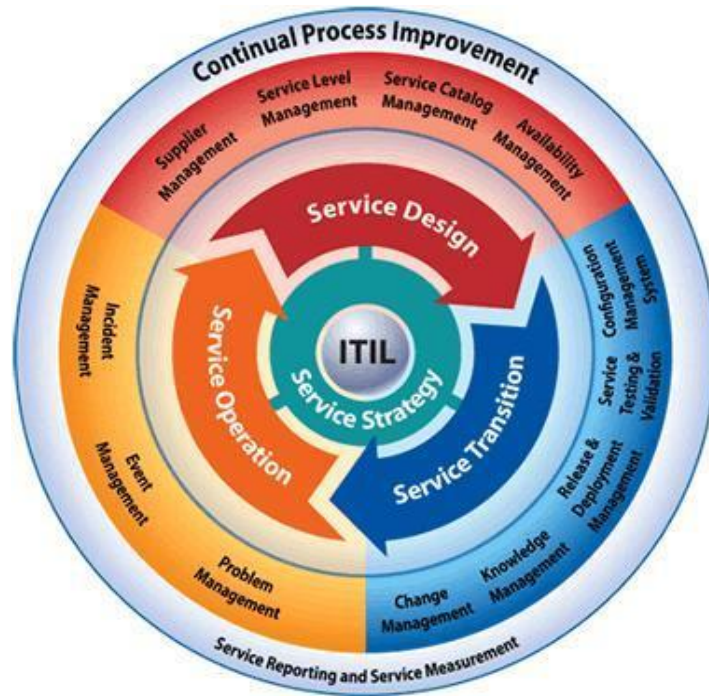 Continual Process Improvement
Supplier
Management
Service Level
Management
Service Catalog
Management
Availability
Management
Configuration
Management
System
Service
Testing &
Validation
Release &
Deployment
Management
Knowledge
Management
Change
Management
Problem
Management
Event
Management
Incident
Management
Service Design
Service Transition
Service Operation
Service Strategy
ITIL
Service Reporting and Service Measurement